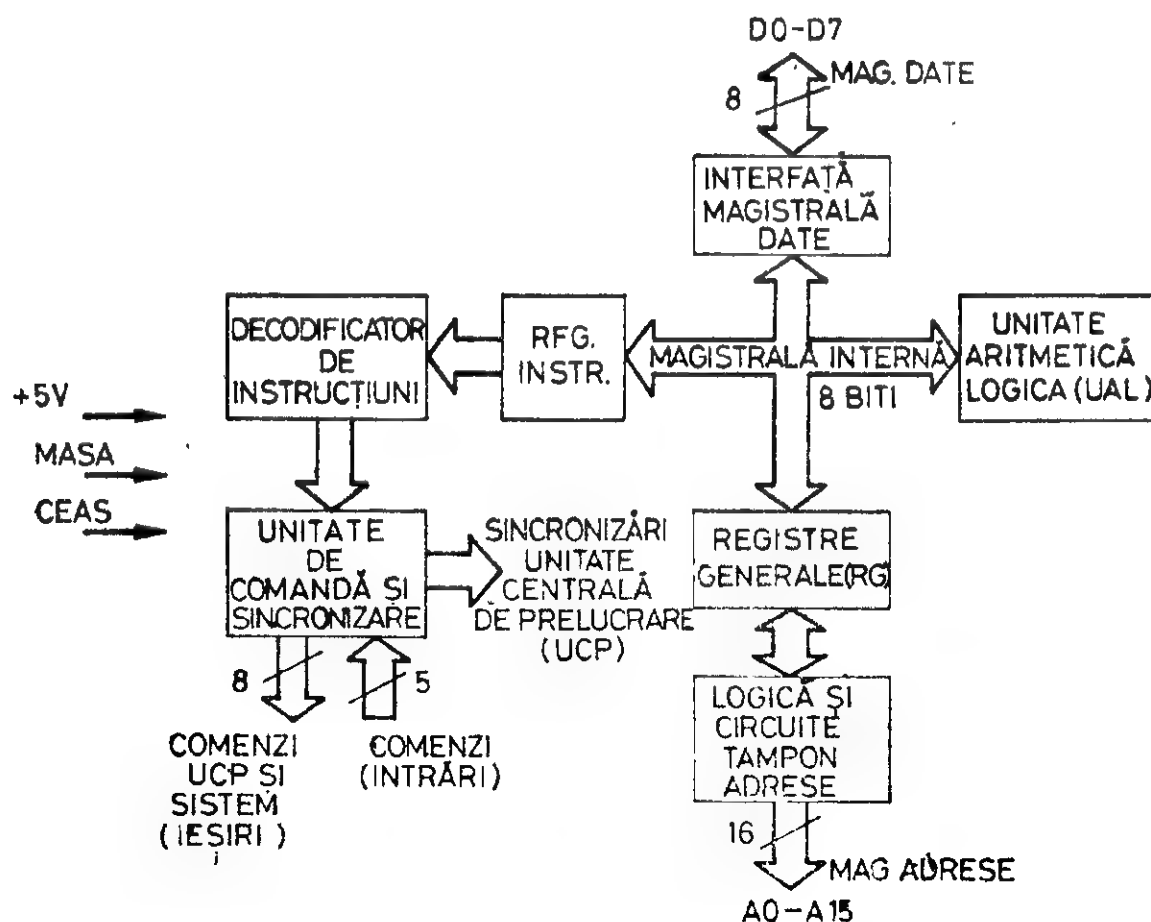 D0-D7
MAG. DATE
8
INTERFAȚĂ
MAGISTRALĂ
DATE
DECODIFICATOR
DE
INSTRUCȚIUNI
RFG.
INSTR.
MAGISTRALĂ INTERNĂ
8 BITI
UNITATE
ARITMETICĂ
LOGICA (UAL)
+5V
MASA
CEAS
UNITATE
DE
COMANDĂ ȘI
SINCRONIZARE
SINCRONIZĂRI
UNITATE
CENTRALĂ
DE PRELUCRARE
(UCP)
REGISTRE
GENERALE(RG)
8
5
COMENZI
UCP ȘI
SISTEM
(IEȘIRI)
COMENZI
(INTRĂRI)
LOGICĂ ȘI
CIRCUITE
TAMPON
ADRESE
16
MAG ADRESE
A0-A15